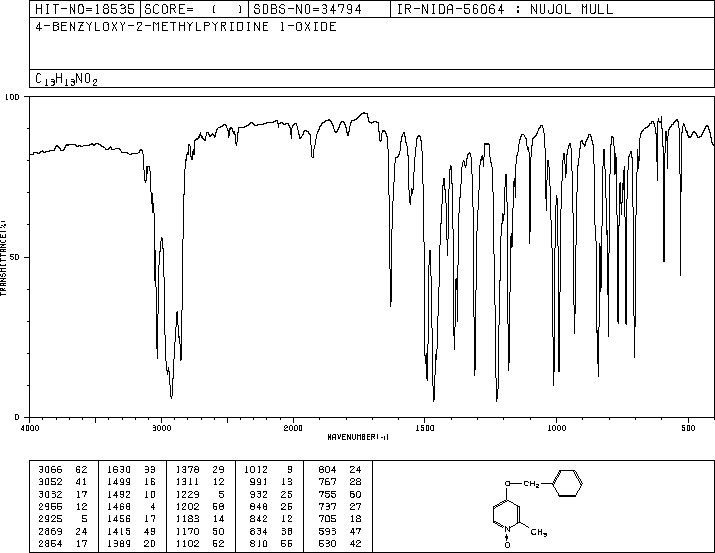 HIT-NO=18535 SCORE= ( ) SDBS-NO=34794 IR-NIDA-56064 : NUJOL MULL
4-BENZYLOXY-2-METHYLPYRIDINE 1-OXIDE
C13H13NO2
100
50
0
TRANSMITTANCE(%)
4000 3000 2000 1500 1000 500
WAVENUMBER(-1)
3066 62 1630 33 1378 29 1012 9 804 24
3052 41 1499 16 1311 12 991 13 767 28
3032 17 1492 10 1229 5 932 25 755 60
2955 12 1468 4 1202 58 848 26 737 27
2925 5 1456 17 1183 14 842 12 705 18
2869 24 1415 49 1170 50 834 38 593 47
2854 17 1389 20 1102 52 810 55 530 42
O-CH2
N
CH3
O